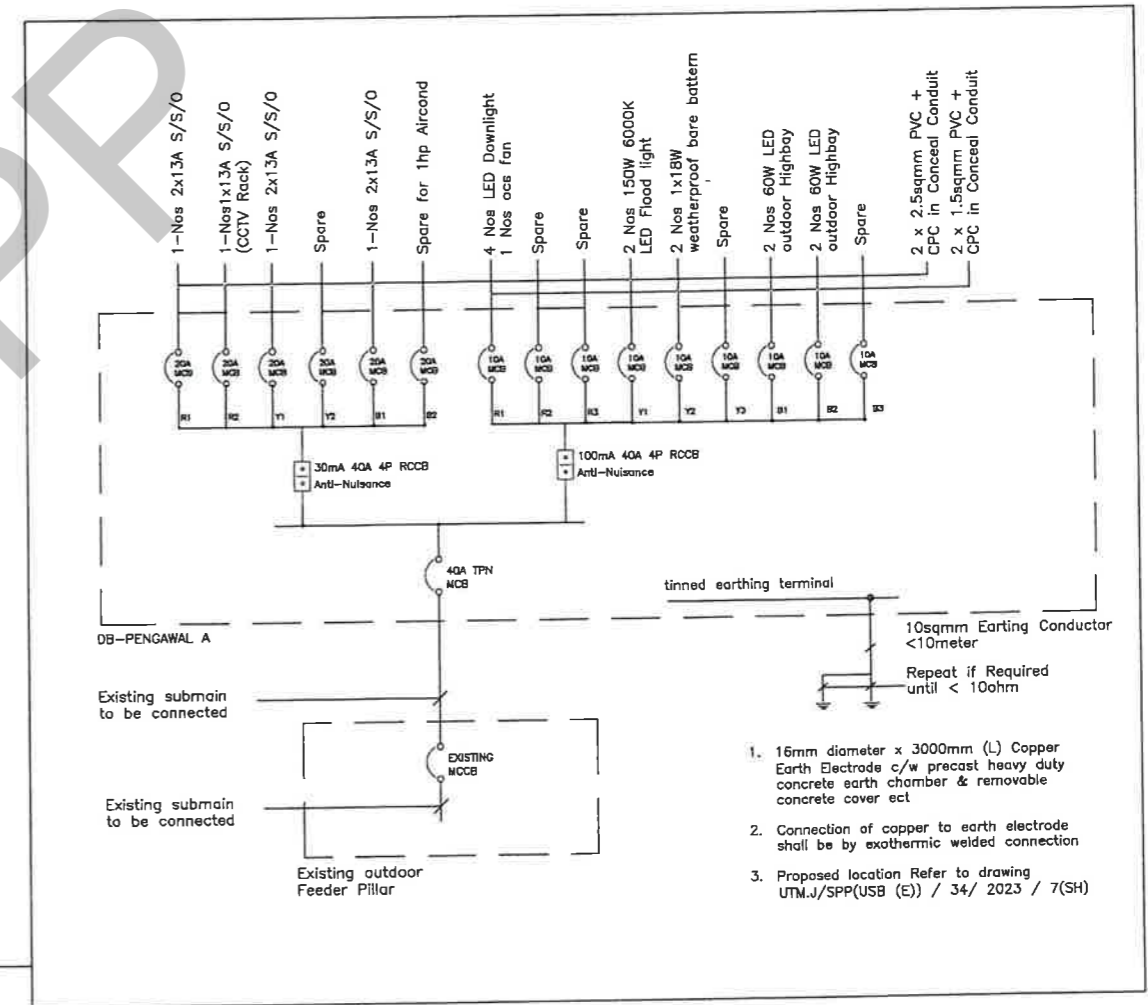 PP
1-Nos 2x13A S/S/O
1-Nos1x13A S/S/O
(CCTV Rack)
1-Nos 2x13A S/S/O
Spare
1-Nos 2x13A S/S/O
Spare for 1hp Aircond
4 Nos LED Downlight
1 Nos acs fan
Spare
Spare
2 Nos 150W 6000K
LED Flood light
2 Nos 1x18W
weatherproof bare battern
Spare
2 Nos 60W LED
outdoor Highbay
2 Nos 60W LED
outdoor Highbay
Spare
2 x 2.5sqmm PVC +
CPC in Conceal Conduit
2 x 1.5sqmm PVC +
CPC in Conceal Conduit
20A
MCB
20A
MCB
20A
MCB
20A
MCB
20A
MCB
20A
MCB
10A
MCB
10A
MCB
10A
MCB
10A
MCB
10A
MCB
10A
MCB
10A
MCB
10A
MCB
10A
MCB
R1 R2 Y1 Y2 B1 B2 R1 R2 R3 Y1 Y2 Y3 B1 B2 B3
30mA 40A 4P RCCB
Anti-Nuisance
100mA 40A 4P RCCB
Anti-Nuisance
40A TPN
MCB
tinned earthing terminal
DB-PENGAWAL A
10sqmm Earting Conductor
<10meter
Repeat if Required
until < 10ohm
Existing submain
to be connected
EXISTING
MCCB
Existing submain
to be connected
Existing outdoor
Feeder Pillar
1. 16mm diameter x 3000mm (L) Copper
Earth Electrode c/w precast heavy duty
concrete earth chamber & removable
concrete cover ect
2. Connection of copper to earth electrode
shall be by exothermic welded connection
3. Proposed location Refer to drawing
UTM.J/SPP(USB (E)) / 34/ 2023 / 7(SH)